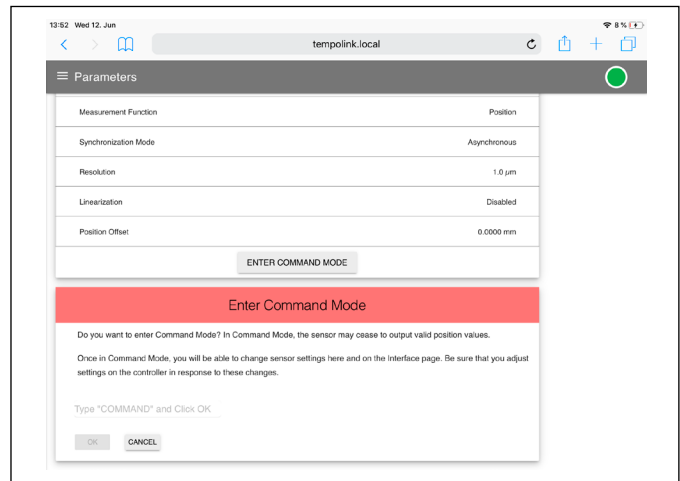 13:52 Wed 12. Jun 8 %
tempolink.local
Parameters
Measurement Function Position
Synchronization Mode Asynchronous
Resolution 1.0 μm
Linearization Disabled
Position Offset 0.0000 mm
ENTER COMMAND MODE
Enter Command Mode
Do you want to enter Command Mode? In Command Mode, the sensor may cease to output valid position values.
Once in Command Mode, you will be able to change sensor settings here and on the Interface page. Be sure that you adjust
settings on the controller in response to these changes.
Type "COMMAND" and Click OK
OK CANCEL